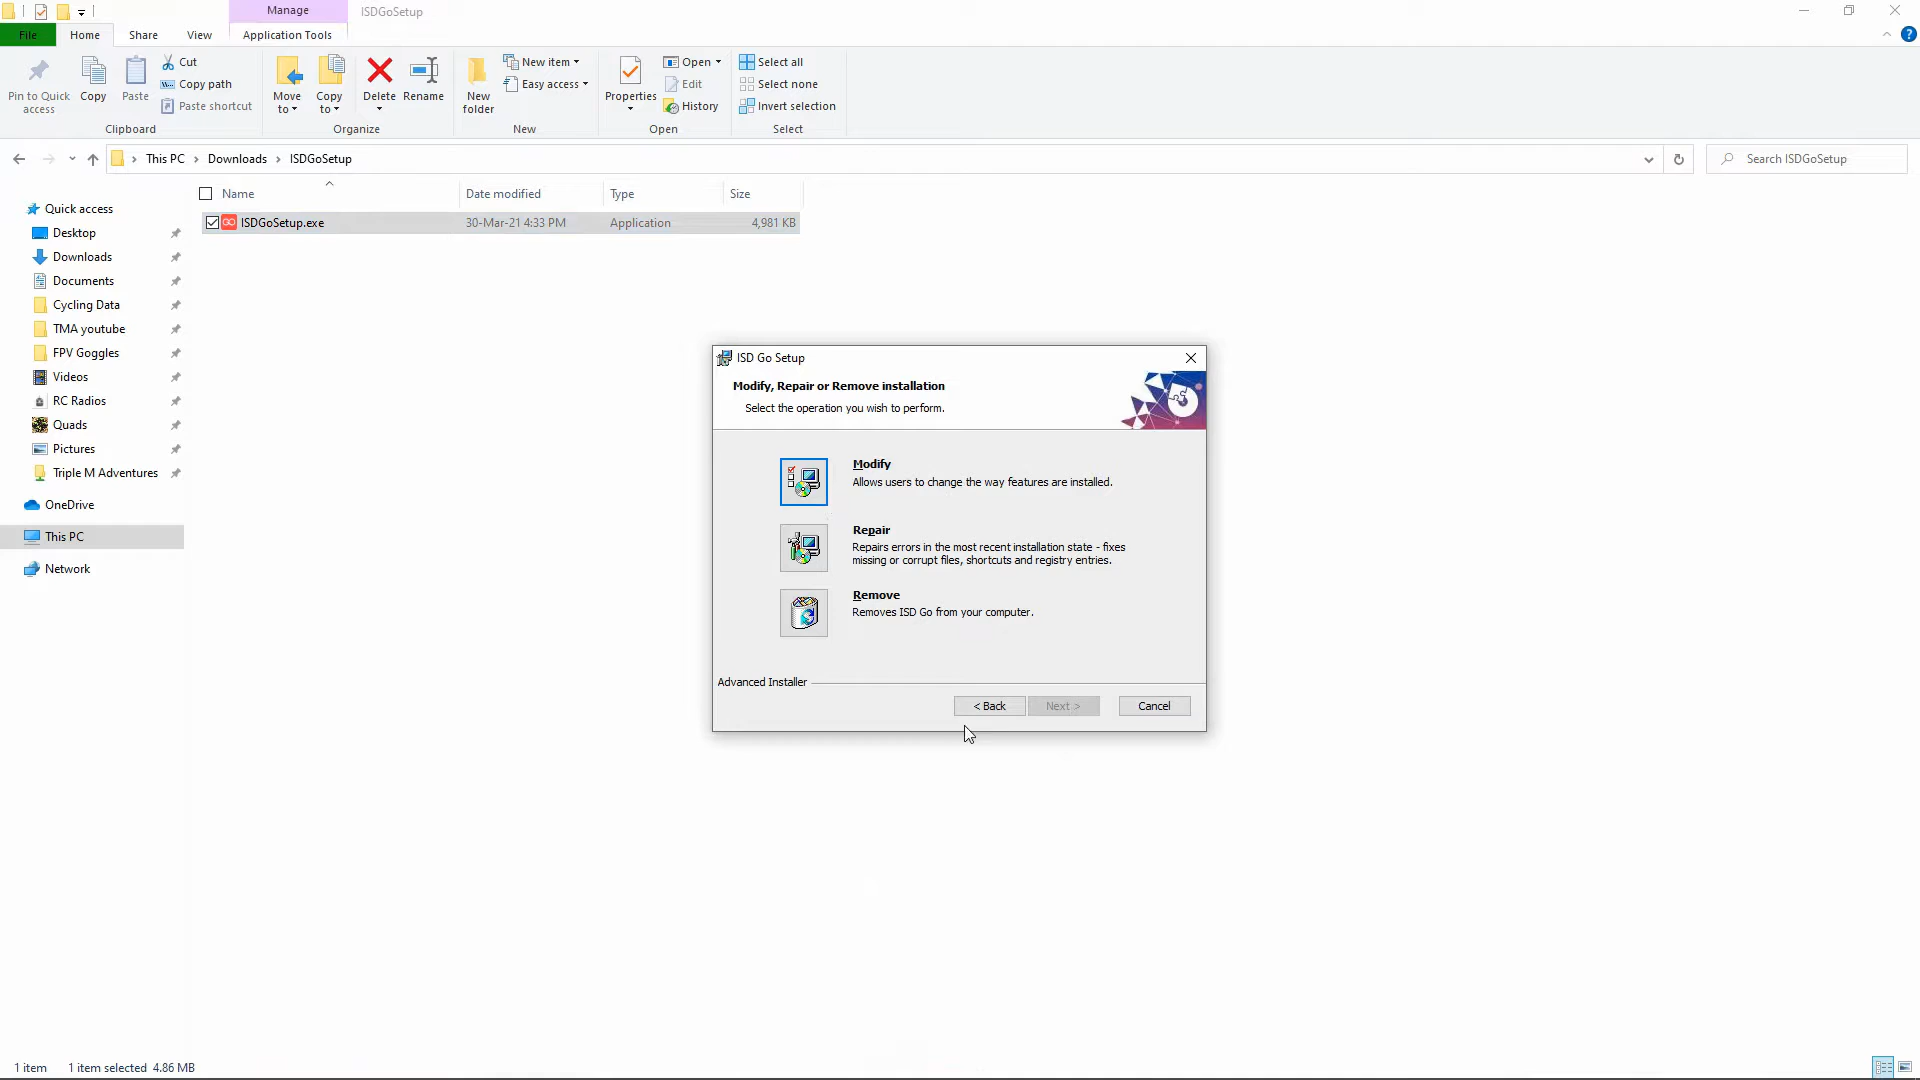 Manage
ISDGoSetup
File
Home
Share
View
Application Tools
Pin to Quick access
Copy
Paste
Cut
Copy path
Paste shortcut
Clipboard
Move to
Copy to
Delete
Rename
Organize
New folder
New item
Easy access
New
Properties
Open
Edit
History
Open
Select all
Select none
Invert selection
Select
This PC > Downloads > ISDGoSetup
Search ISDGoSetup
Name
Date modified
Type
Size
GO ISDGoSetup.exe 30-Mar-21 4:33 PM Application 4,981 KB
Quick access
Desktop
Downloads
Documents
Cycling Data
TMA youtube
FPV Goggles
Videos
RC Radios
Quads
Pictures
Triple M Adventures
OneDrive
This PC
Network
ISD Go Setup
Modify, Repair or Remove installation
Select the operation you wish to perform.
Modify
Allows users to change the way features are installed.
Repair
Repairs errors in the most recent installation state - fixes
missing or corrupt files, shortcuts and registry entries.
Remove
Removes ISD Go from your computer.
Advanced Installer
< Back
Next >
Cancel
1 item
1 item selected 4.86 MB